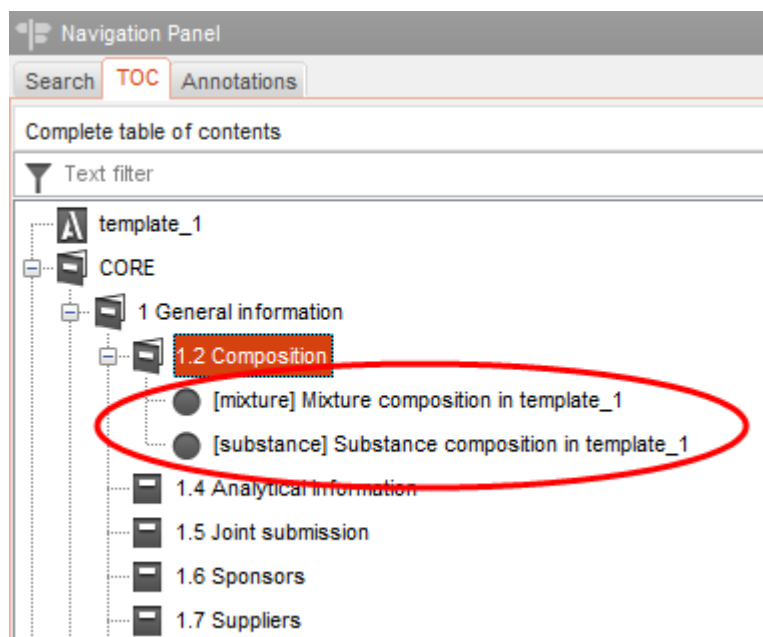 Navigation Panel
Search TOC Annotations
Complete table of contents
Text filter
template_1
CORE
1 General information
1.2 Composition
[mixture] Mixture composition in template_1
[substance] Substance composition in template_1
1.4 Analytical information
1.5 Joint submission
1.6 Sponsors
1.7 Suppliers